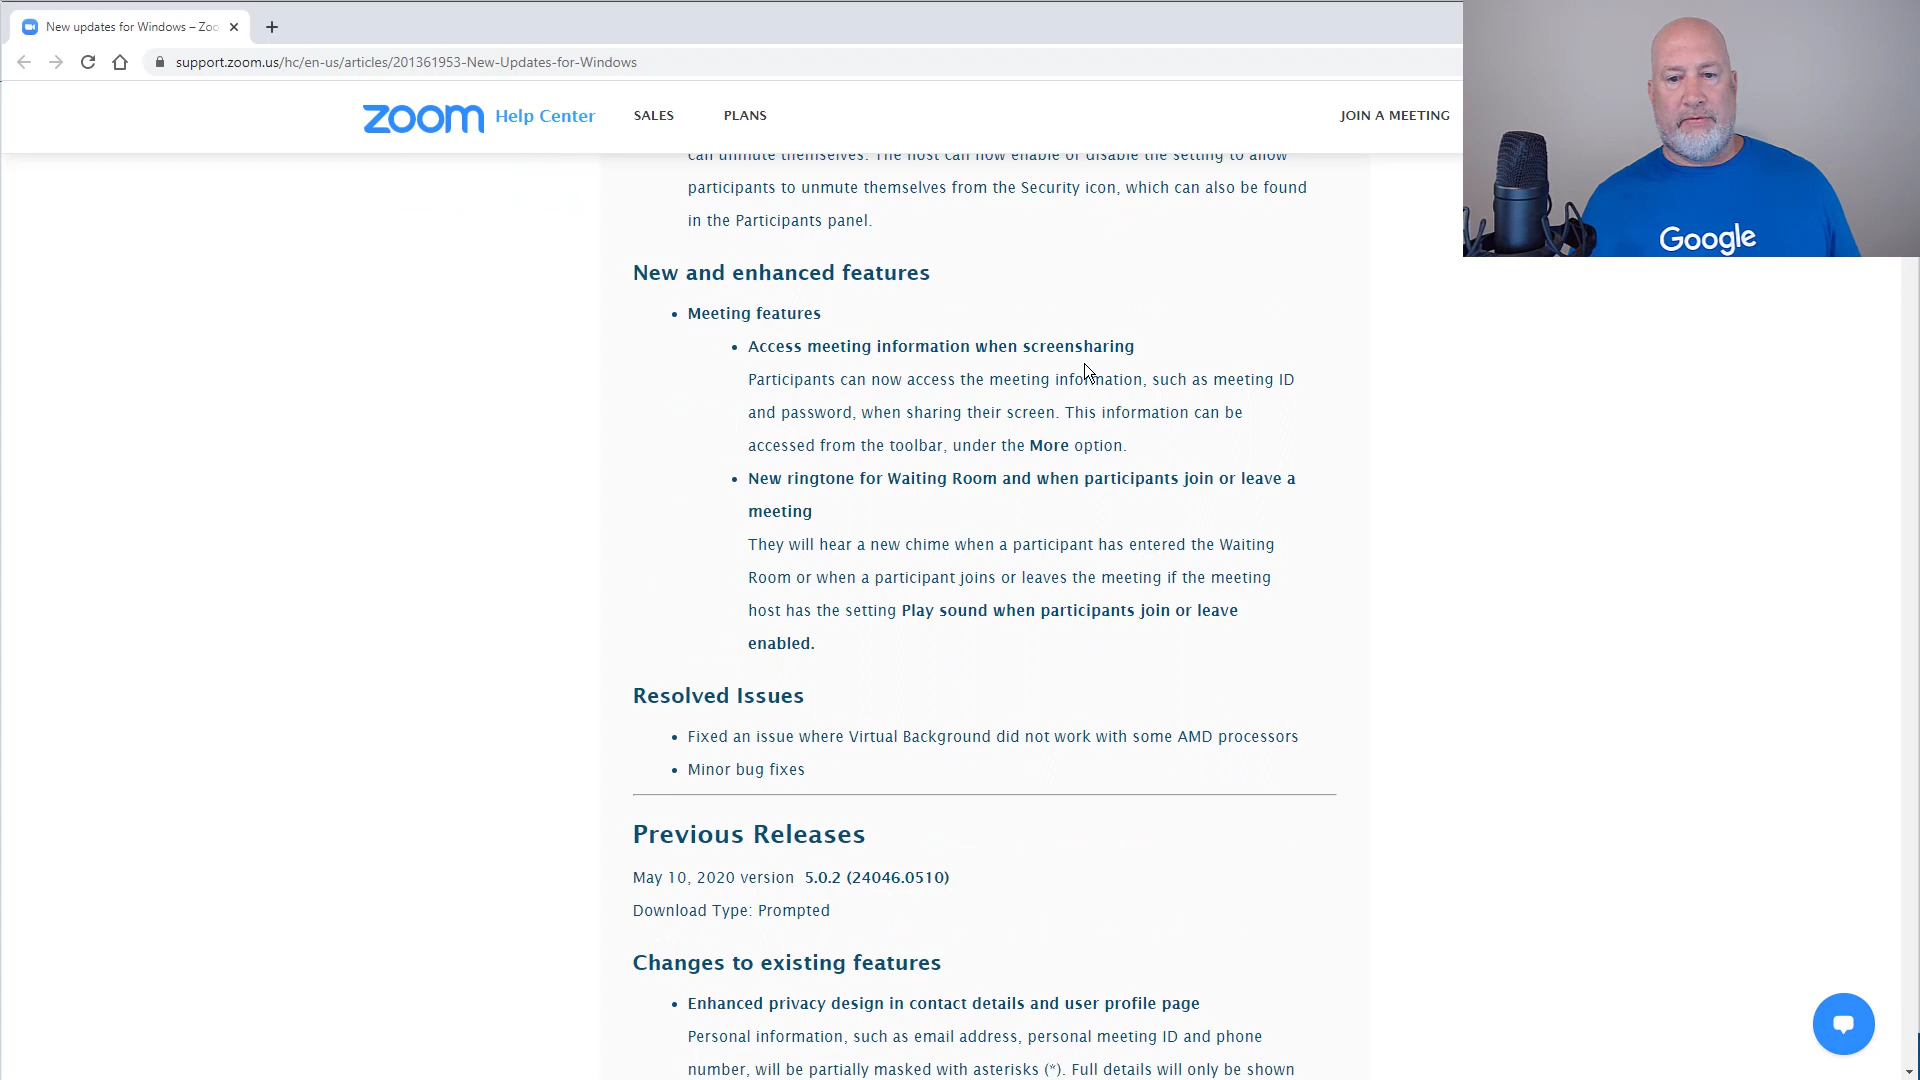 New updates for Windows – Zoo
support.zoom.us/hc/en-us/articles/201361953-New-Updates-for-Windows
zoom Help Center SALES PLANS JOIN A MEETING
can unmute themselves. The host can now enable or disable the setting to allow
participants to unmute themselves from the Security icon, which can also be found
in the Participants panel.
Google
New and enhanced features
• Meeting features
• Access meeting information when screensharing
Participants can now access the meeting information, such as meeting ID
and password, when sharing their screen. This information can be
accessed from the toolbar, under the More option.
• New ringtone for Waiting Room and when participants join or leave a
meeting
They will hear a new chime when a participant has entered the Waiting
Room or when a participant joins or leaves the meeting if the meeting
host has the setting Play sound when participants join or leave
enabled.
Resolved Issues
• Fixed an issue where Virtual Background did not work with some AMD processors
• Minor bug fixes
Previous Releases
May 10, 2020 version 5.0.2 (24046.0510)
Download Type: Prompted
Changes to existing features
• Enhanced privacy design in contact details and user profile page
Personal information, such as email address, personal meeting ID and phone
number, will be partially masked with asterisks (*). Full details will only be shown